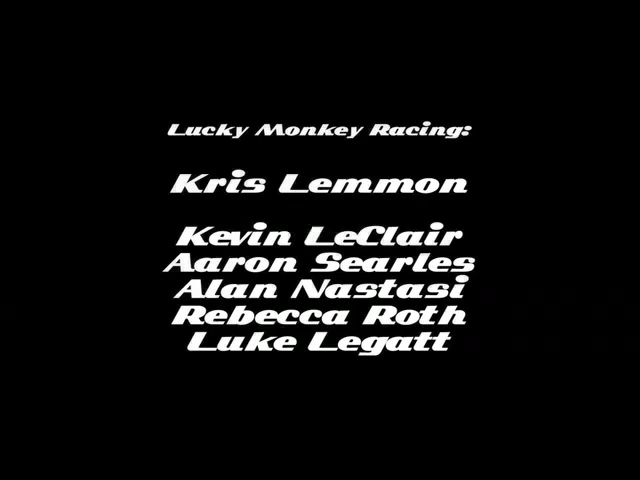 Lucky Monkey Racing:
Kris Lemmon
Kevin LeClair
Aaron Searles
Alan Nastasi
Rebecca Roth
Luke Legatt